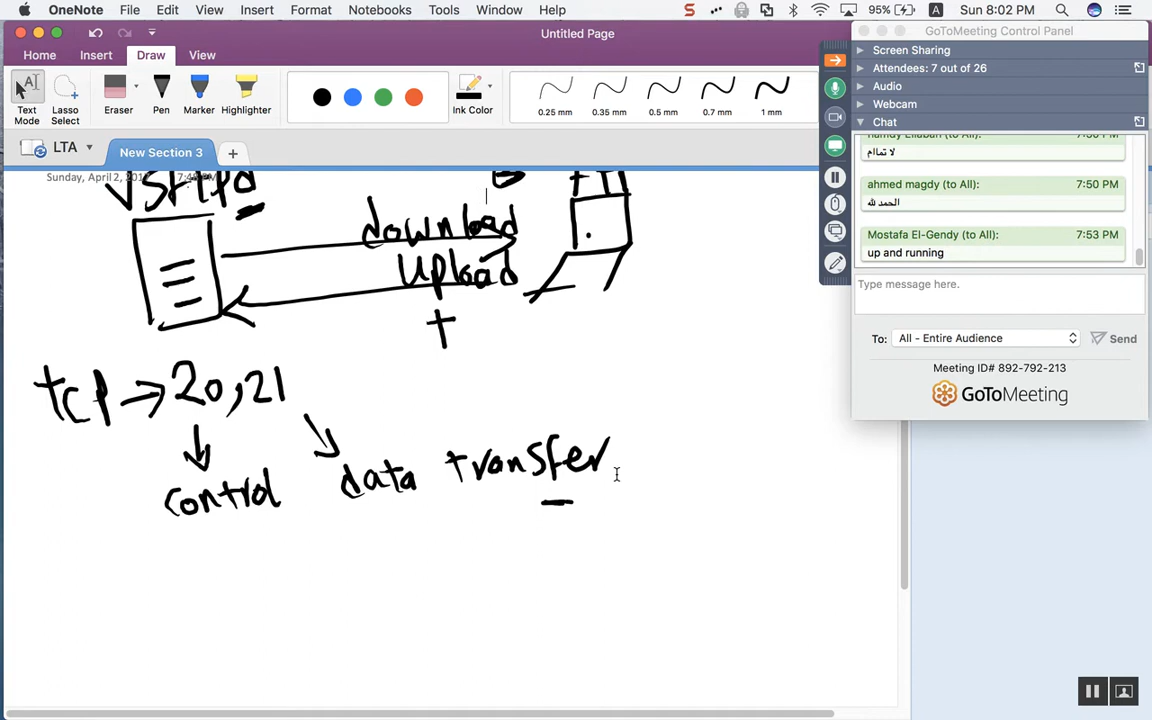 OneNote File Edit View Insert Format Notebooks Tools Window Help 95% A Sun 8:02 PM
Untitled Page
Home Insert Draw View
Text Mode
Lasso Select
Eraser
Pen
Marker
Highlighter
Ink Color
0.25 mm 0.35 mm 0.5 mm 0.7 mm 1 mm
LTA
New Section 3
Sunday, April 2, 2017 7:45 PM
vsftpd
download
Upload
+
tcp → 20,21
control
data transfer
GoToMeeting Control Panel
Screen Sharing
Attendees: 7 out of 26
Audio
Webcam
Chat
لا تماام
ahmed magdy (to All): 7:50 PM
الحمد لله
Mostafa El-Gendy (to All): 7:53 PM
up and running
Type message here.
To: All - Entire Audience Send
Meeting ID# 892-792-213
GoToMeeting